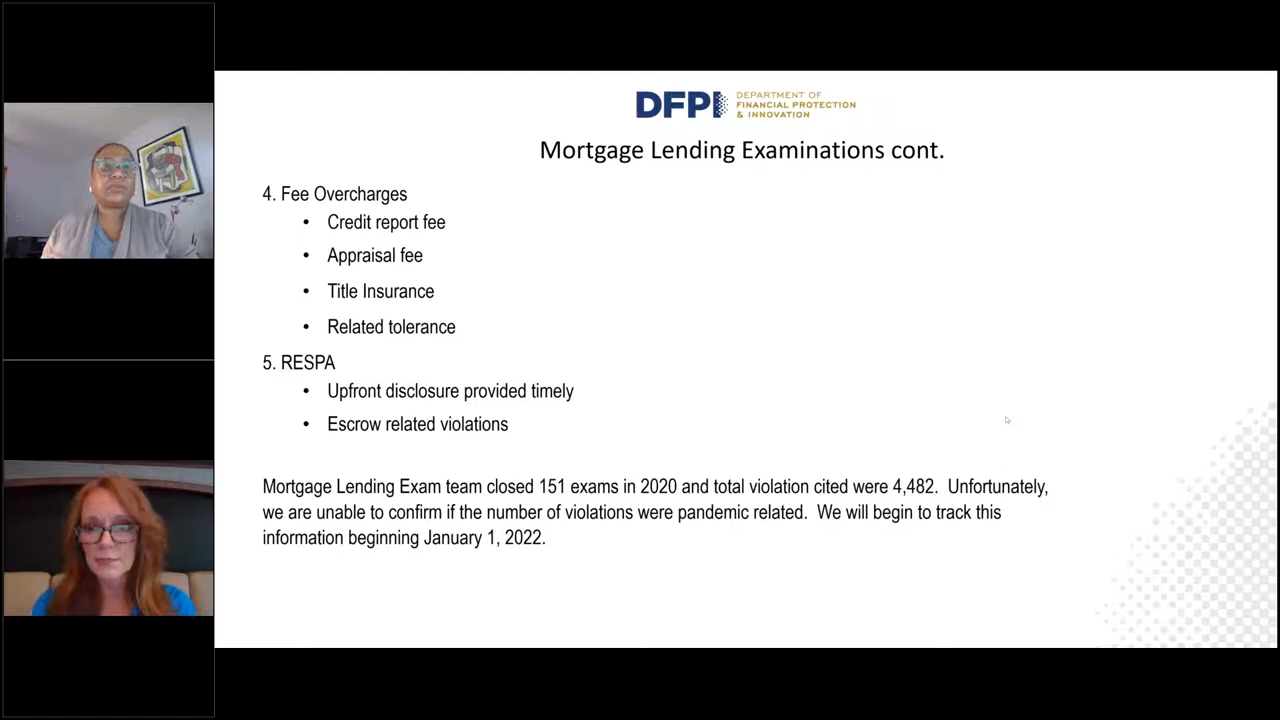 DFPI
DEPARTMENT OF
FINANCIAL PROTECTION
& INNOVATION
Mortgage Lending Examinations cont.
4. Fee Overcharges
• Credit report fee
• Appraisal fee
• Title Insurance
• Related tolerance
5. RESPA
• Upfront disclosure provided timely
• Escrow related violations
Mortgage Lending Exam team closed 151 exams in 2020 and total violation cited were 4,482. Unfortunately,
we are unable to confirm if the number of violations were pandemic related. We will begin to track this
information beginning January 1, 2022.